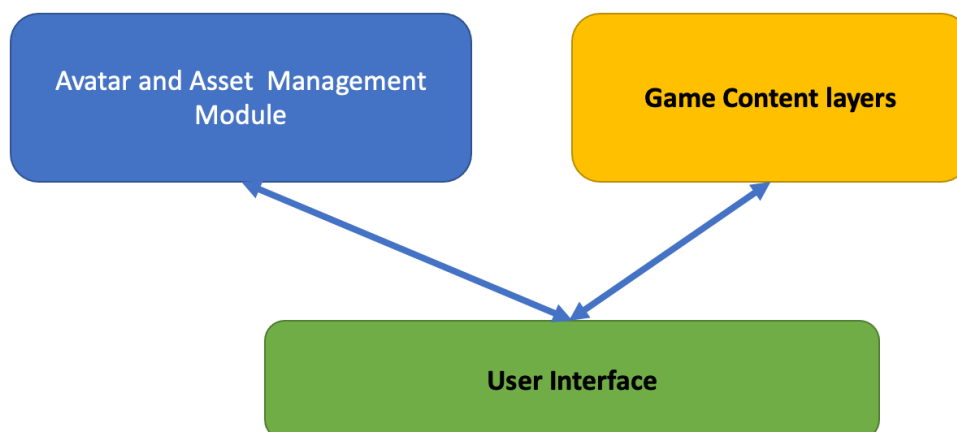 Avatar and Asset  Management
Module
Game Content layers
User Interface